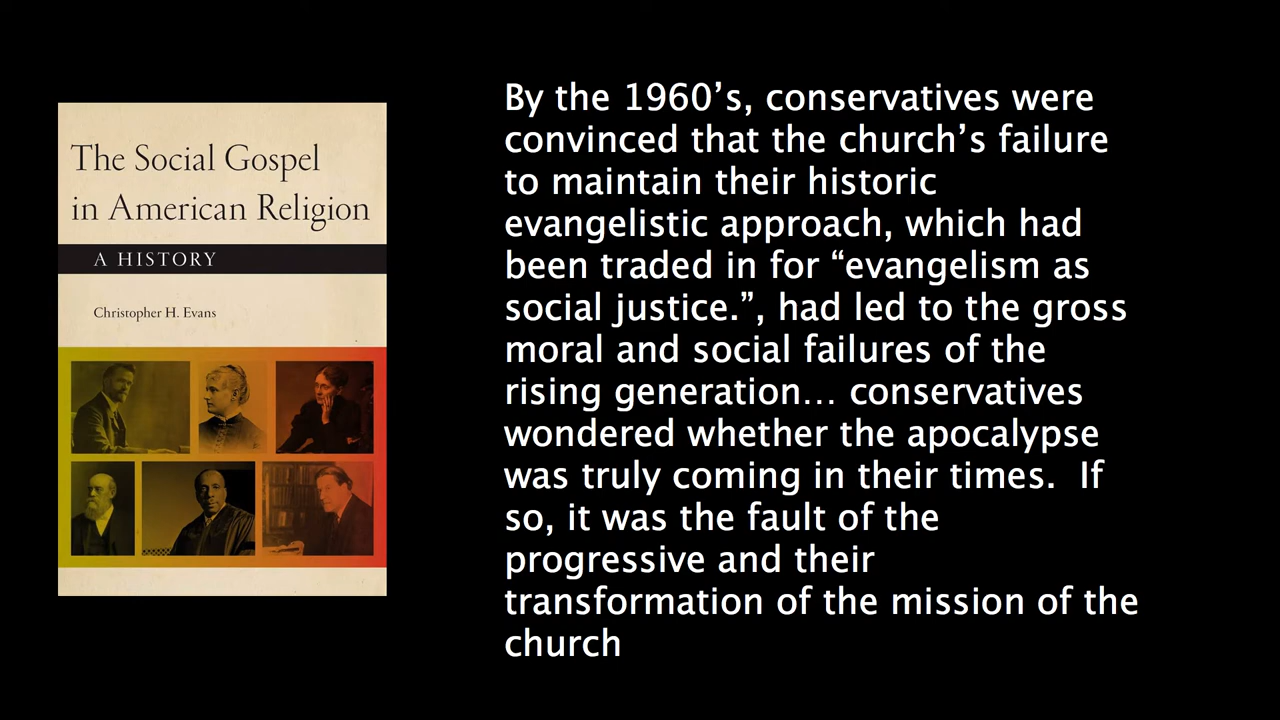 The Social Gospel
in American Religion
A HISTORY
Christopher H. Evans
By the 1960’s, conservatives were
convinced that the church’s failure
to maintain their historic
evangelistic approach, which had
been traded in for “evangelism as
social justice.”, had led to the gross
moral and social failures of the
rising generation… conservatives
wondered whether the apocalypse
was truly coming in their times.  If
so, it was the fault of the
progressive and their
transformation of the mission of the
church